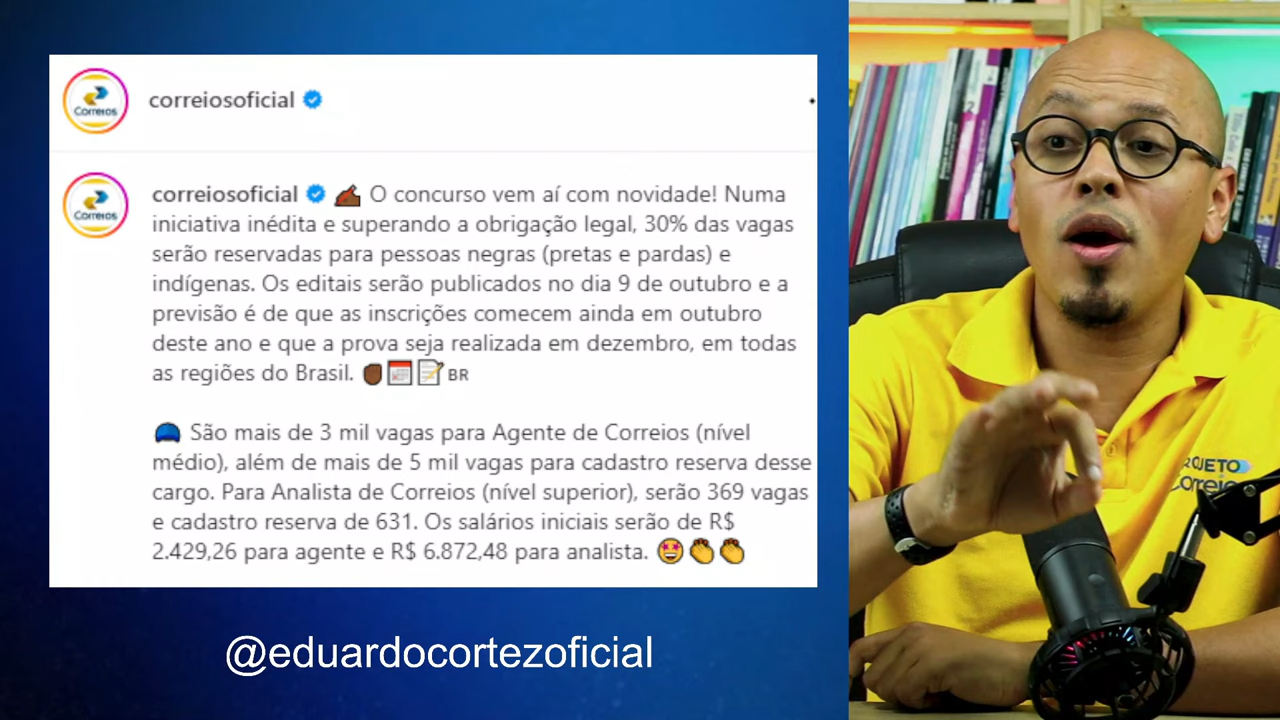 correiosoficial
Correios
correiosoficial ✍🏾 O concurso vem aí com novidade! Numa
Correios
iniciativa inédita e superando a obrigação legal, 30% das vagas
serão reservadas para pessoas negras (pretas e pardas) e
indígenas. Os editais serão publicados no dia 9 de outubro e a
previsão é de que as inscrições comecem ainda em outubro
deste ano e que a prova seja realizada em dezembro, em todas
as regiões do Brasil. ✊🏾📅📝 BR
🧢 São mais de 3 mil vagas para Agente de Correios (nível
médio), além de mais de 5 mil vagas para cadastro reserva desse
cargo. Para Analista de Correios (nível superior), serão 369 vagas
e cadastro reserva de 631. Os salários iniciais serão de R$
2.429,26 para agente e R$ 6.872,48 para analista. 🤩👏👏
@eduardocortezoficial